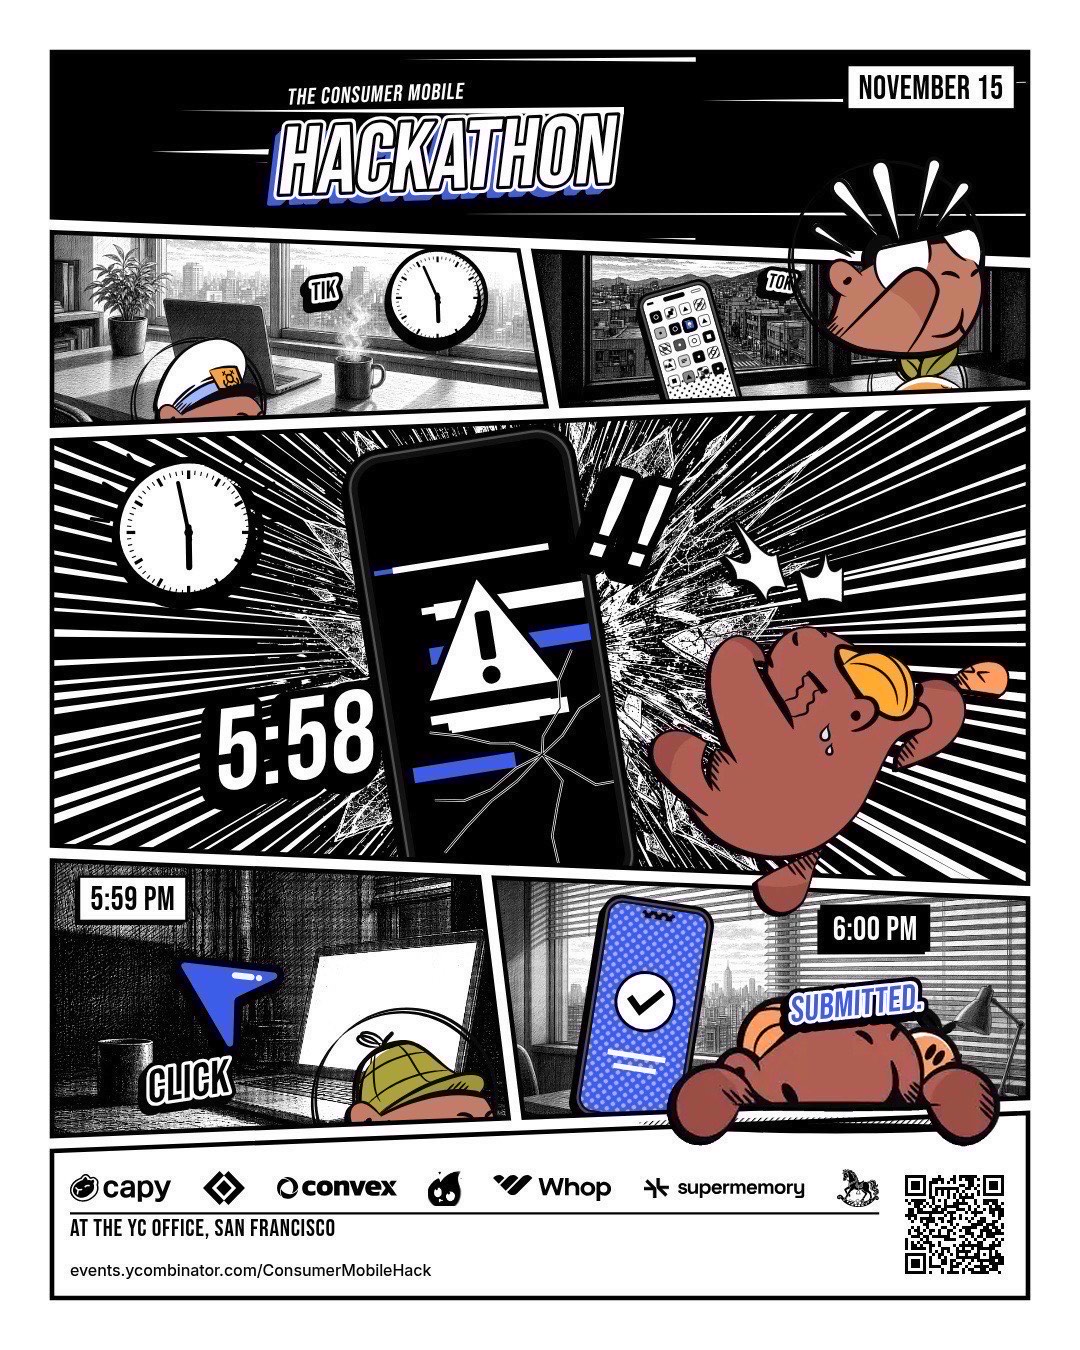 THE CONSUMER MOBILE
HACKATHON
NOVEMBER 15
TIK
TOK
!!
5:58
5:59 PM
CLICK
6:00 PM
SUBMITTED.
capy
convex
Whop
supermemory
AT THE YC OFFICE, SAN FRANCISCO
events.ycombinator.com/ConsumerMobileHack